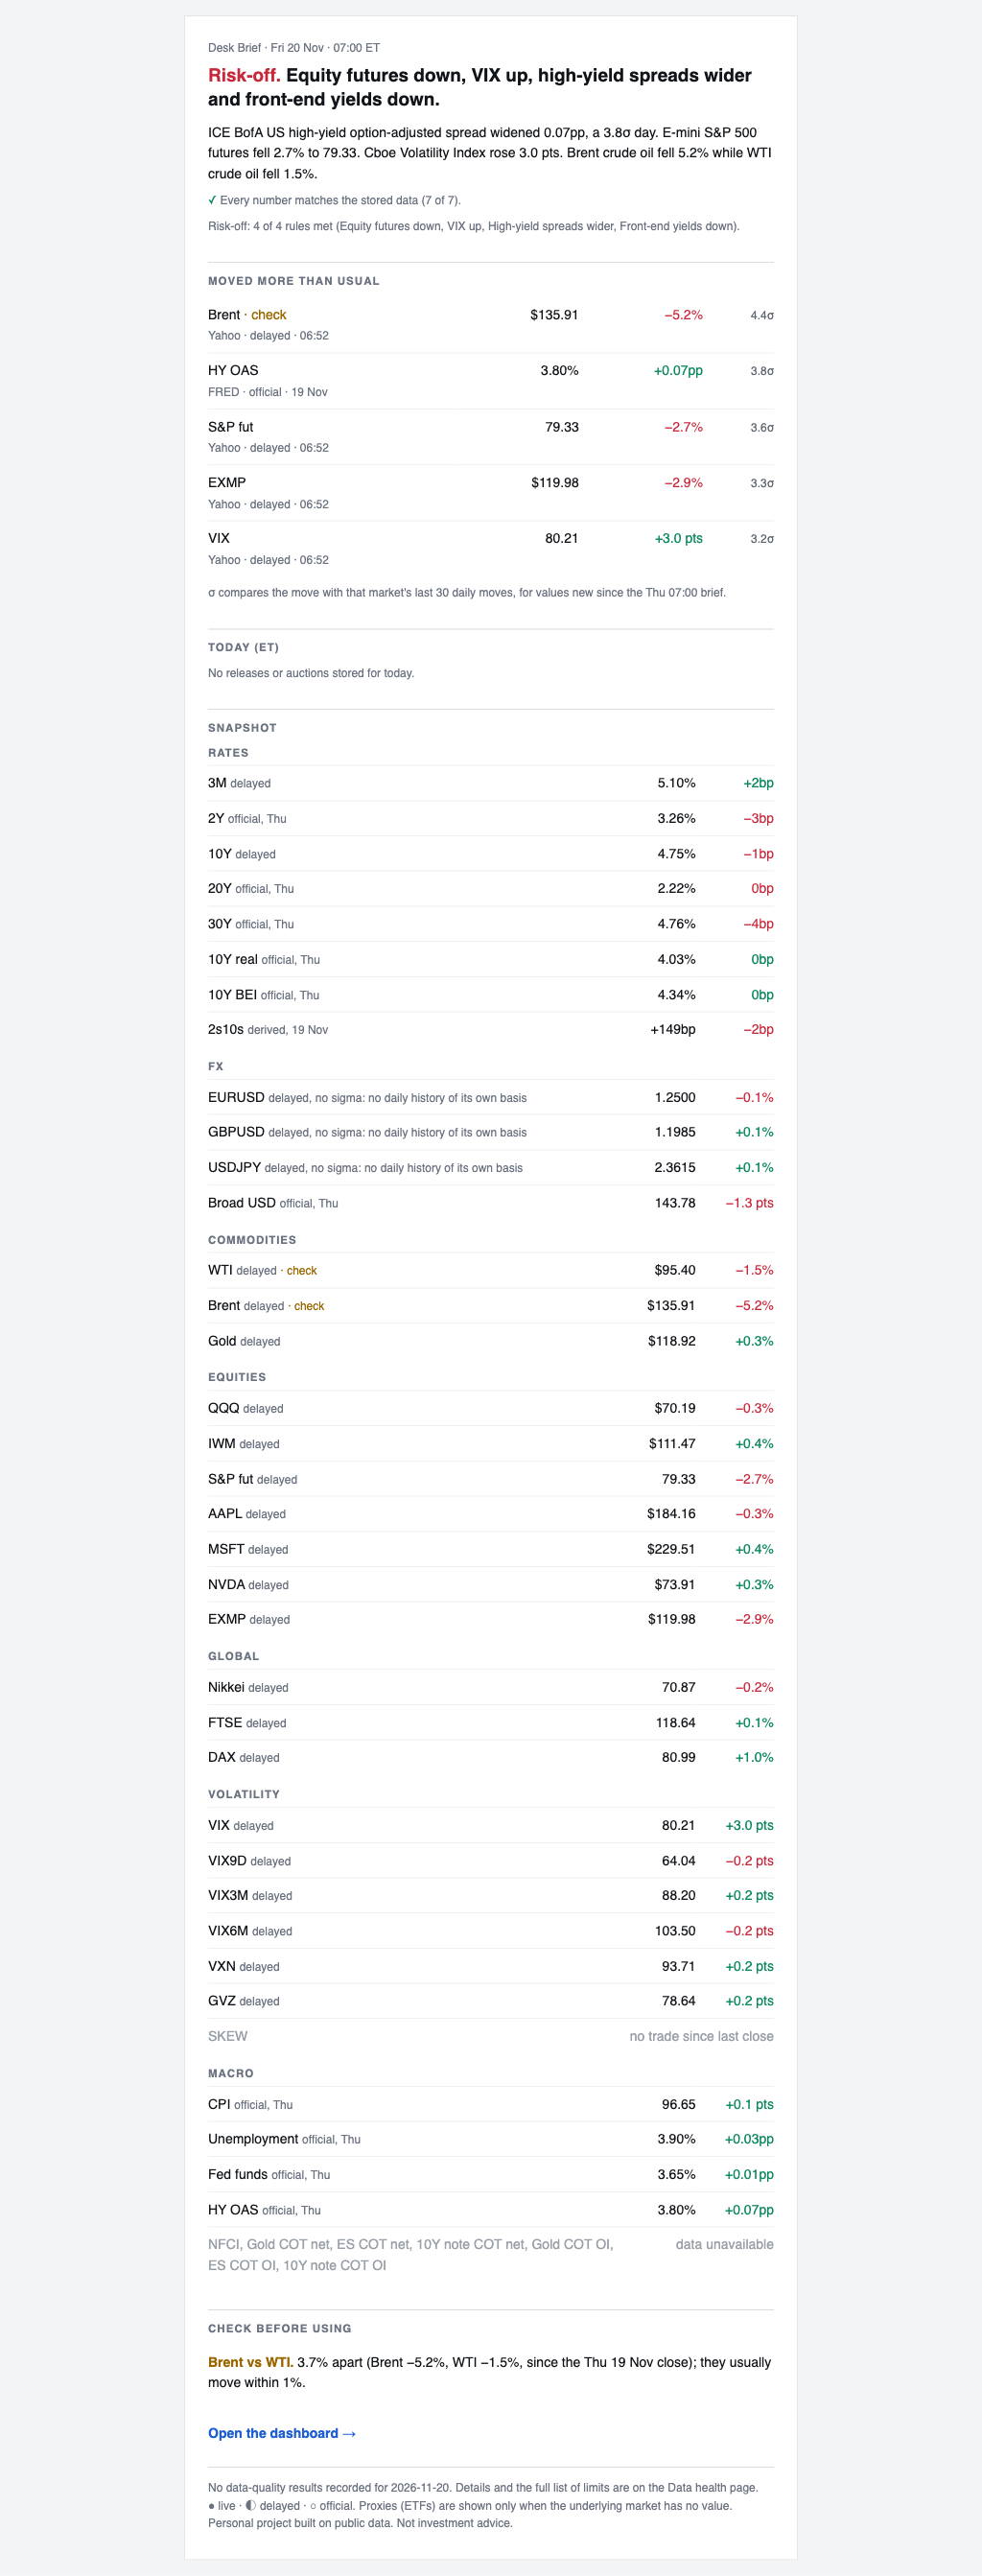 Desk Brief · Fri 20 Nov · 07:00 ET
Risk-off. Equity futures down, VIX up, high-yield spreads wider
and front-end yields down.
ICE BofA US high-yield option-adjusted spread widened 0.07pp, a 3.8σ day. E-mini S&P 500
futures fell 2.7% to 79.33. Cboe Volatility Index rose 3.0 pts. Brent crude oil fell 5.2% while WTI
crude oil fell 1.5%.
✓ Every number matches the stored data (7 of 7).
Risk-off: 4 of 4 rules met (Equity futures down, VIX up, High-yield spreads wider, Front-end yields down).
MOVED MORE THAN USUAL
Brent · check $135.91 −5.2% 4.4σ
Yahoo · delayed · 06:52
HY OAS 3.80% +0.07pp 3.8σ
FRED · official · 19 Nov
S&P fut 79.33 −2.7% 3.6σ
Yahoo · delayed · 06:52
EXMP $119.98 −2.9% 3.3σ
Yahoo · delayed · 06:52
VIX 80.21 +3.0 pts 3.2σ
Yahoo · delayed · 06:52
σ compares the move with that market's last 30 daily moves, for values new since the Thu 07:00 brief.
TODAY (ET)
No releases or auctions stored for today.
SNAPSHOT
RATES
3M delayed 5.10% +2bp
2Y official, Thu 3.26% −3bp
10Y delayed 4.75% −1bp
20Y official, Thu 2.22% 0bp
30Y official, Thu 4.76% −4bp
10Y real official, Thu 4.03% 0bp
10Y BEI official, Thu 4.34% 0bp
2s10s derived, 19 Nov +149bp −2bp
FX
EURUSD delayed, no sigma: no daily history of its own basis 1.2500 −0.1%
GBPUSD delayed, no sigma: no daily history of its own basis 1.1985 +0.1%
USDJPY delayed, no sigma: no daily history of its own basis 2.3615 +0.1%
Broad USD official, Thu 143.78 −1.3 pts
COMMODITIES
WTI delayed · check $95.40 −1.5%
Brent delayed · check $135.91 −5.2%
Gold delayed $118.92 +0.3%
EQUITIES
QQQ delayed $70.19 −0.3%
IWM delayed $111.47 +0.4%
S&P fut delayed 79.33 −2.7%
AAPL delayed $184.16 −0.3%
MSFT delayed $229.51 +0.4%
NVDA delayed $73.91 +0.3%
EXMP delayed $119.98 −2.9%
GLOBAL
Nikkei delayed 70.87 −0.2%
FTSE delayed 118.64 +0.1%
DAX delayed 80.99 +1.0%
VOLATILITY
VIX delayed 80.21 +3.0 pts
VIX9D delayed 64.04 −0.2 pts
VIX3M delayed 88.20 +0.2 pts
VIX6M delayed 103.50 −0.2 pts
VXN delayed 93.71 +0.2 pts
GVZ delayed 78.64 +0.2 pts
SKEW no trade since last close
MACRO
CPI official, Thu 96.65 +0.1 pts
Unemployment official, Thu 3.90% +0.03pp
Fed funds official, Thu 3.65% +0.01pp
HY OAS official, Thu 3.80% +0.07pp
NFCI, Gold COT net, ES COT net, 10Y note COT net, Gold COT OI, data unavailable
ES COT OI, 10Y note COT OI
CHECK BEFORE USING
Brent vs WTI. 3.7% apart (Brent −5.2%, WTI −1.5%, since the Thu 19 Nov close); they usually
move within 1%.
Open the dashboard →
No data-quality results recorded for 2026-11-20. Details and the full list of limits are on the Data health page.
● live · ◐ delayed · ○ official. Proxies (ETFs) are shown only when the underlying market has no value.
Personal project built on public data. Not investment advice.